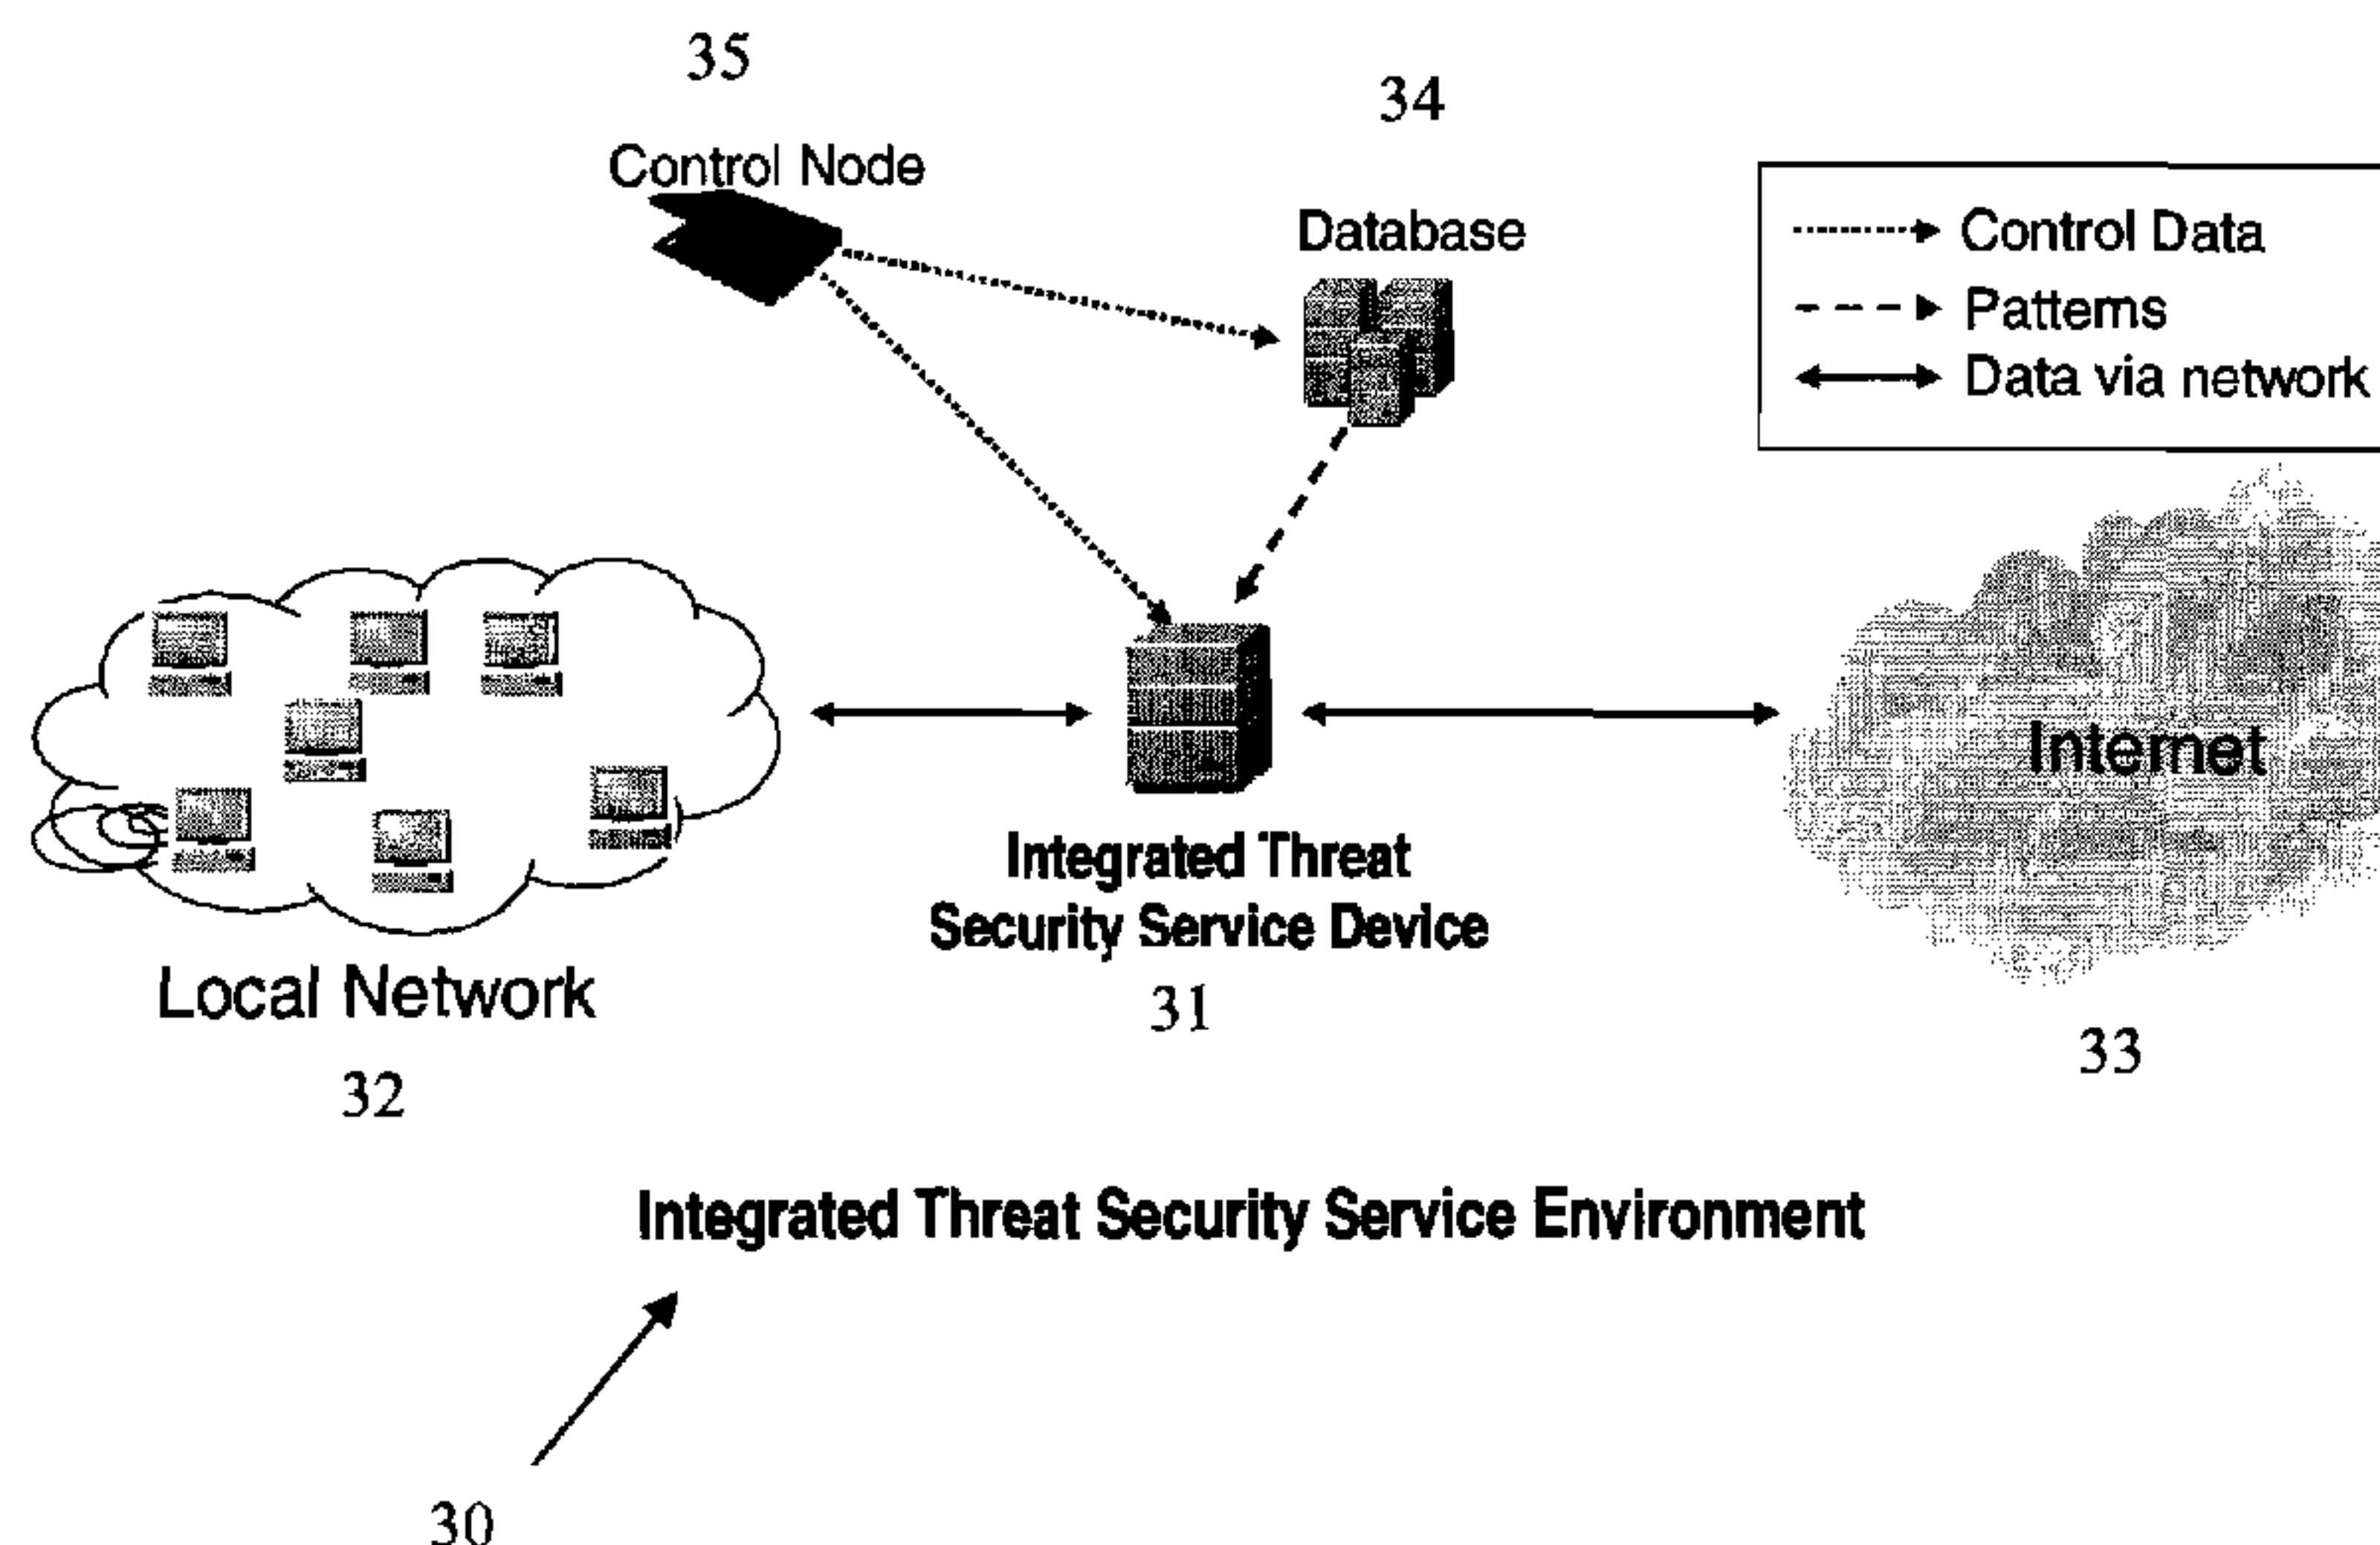 35
34
Control Node
Database
Control Data
Patterns
Data via network
Internet
Integrated Threat
Security Service Device
Local Network
31
33
32
Integrated Threat Security Service Environment
30